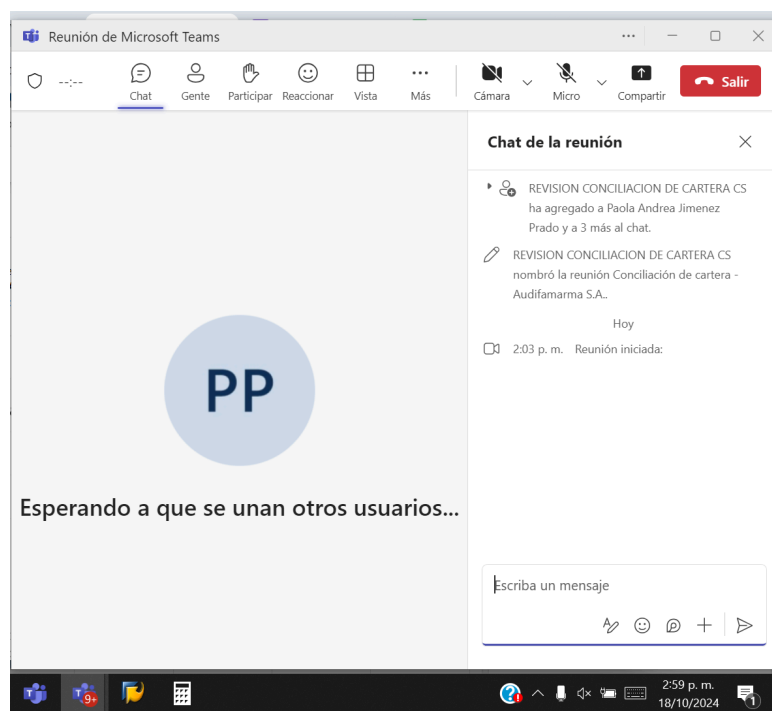 Reunión de Microsoft Teams
--:--
Chat
Gente
Participar
Reaccionar
Vista
Más
Cámara
Micro
Compartir
Salir
Chat de la reunión
REVISION CONCILIACION DE CARTERA CS
ha agregado a Paola Andrea Jimenez
Prado y a 3 más al chat.
REVISION CONCILIACION DE CARTERA CS
nombró la reunión Conciliación de cartera -
Audifamarma S.A..
Hoy
2:03 p. m. Reunión iniciada:
PP
Esperando a que se unan otros usuarios...
Escriba un mensaje
9+
2:59 p. m.
18/10/2024
1